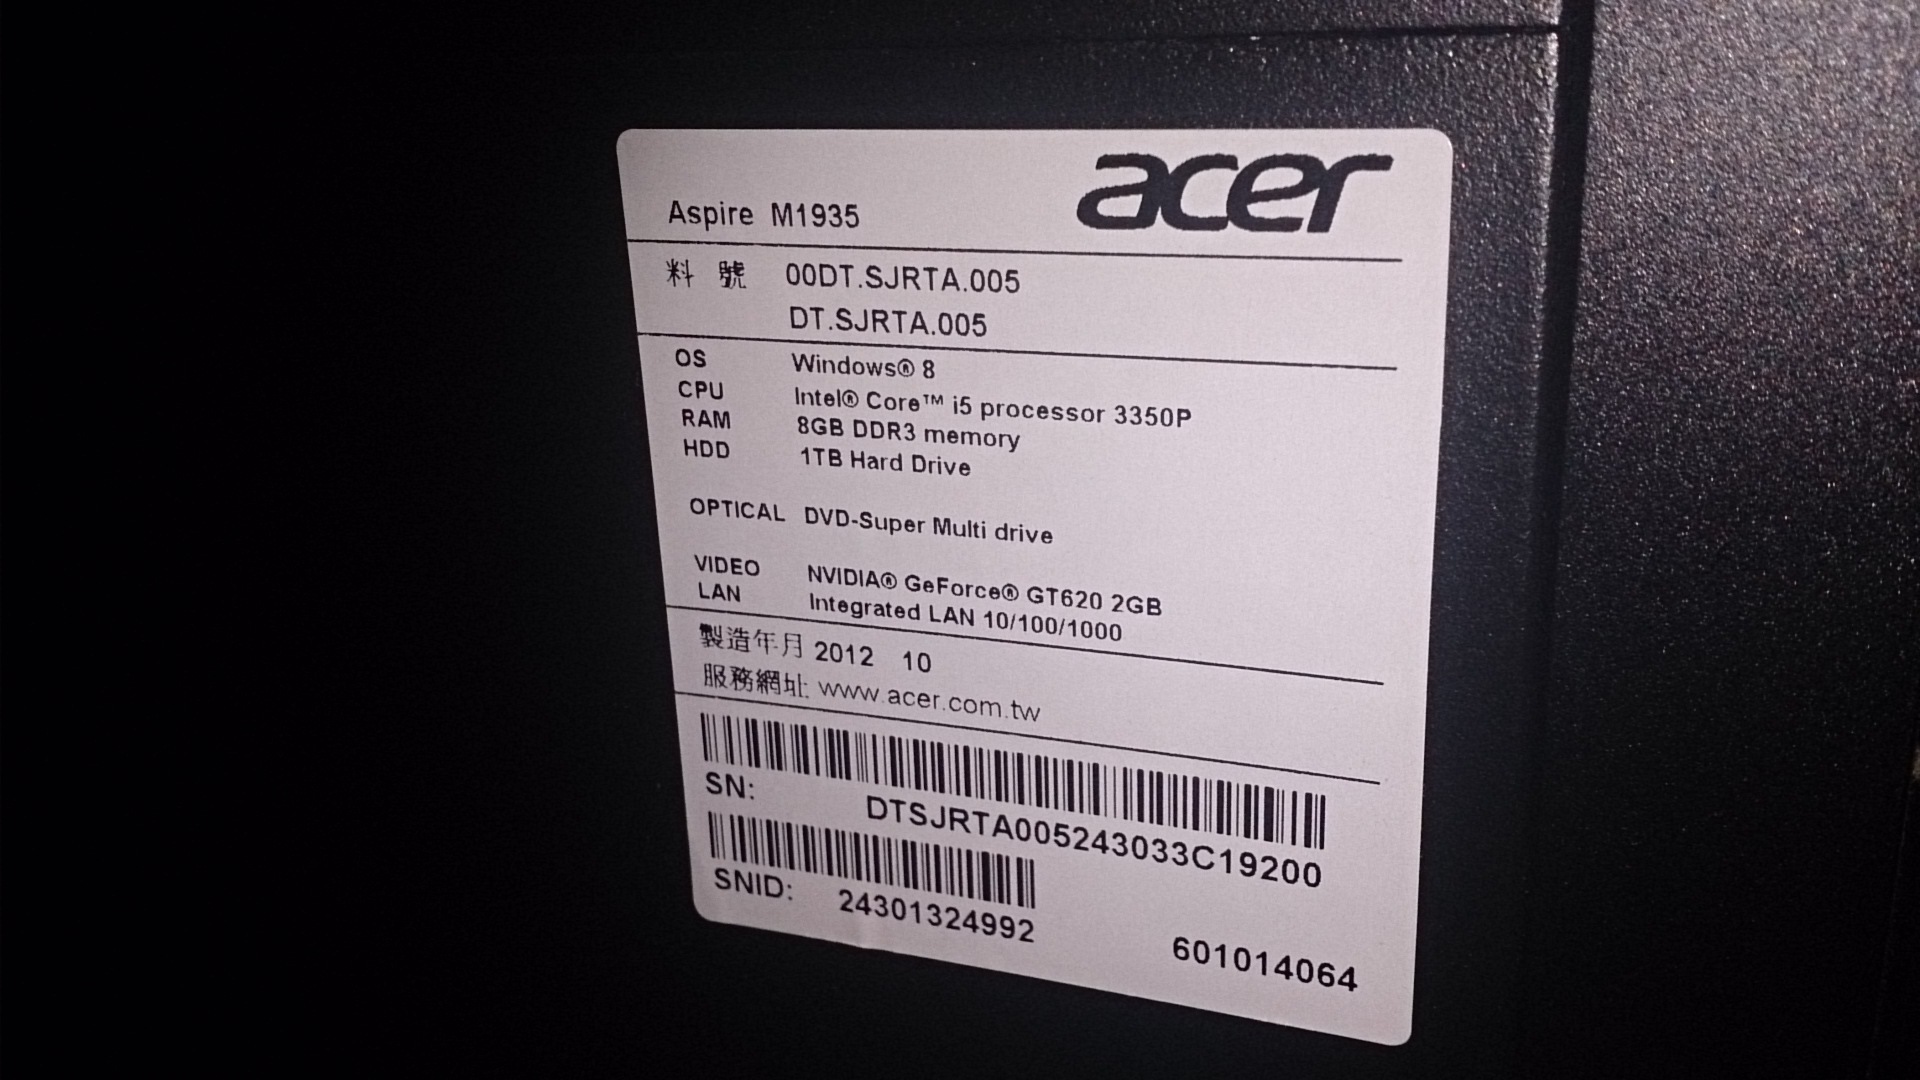 acer
Aspire M1935
料 號 00DT.SJRTA.005
DT.SJRTA.005
OS Windows® 8
CPU Intel® Core™ i5 processor 3350P
RAM 8GB DDR3 memory
HDD 1TB Hard Drive
OPTICAL DVD-Super Multi drive
VIDEO NVIDIA® GeForce® GT620 2GB
LAN Integrated LAN 10/100/1000
製造年月 2012 10
服務網址: www.acer.com.tw
SN: DTSJRTA005243033C19200
SNID: 24301324992
601014064